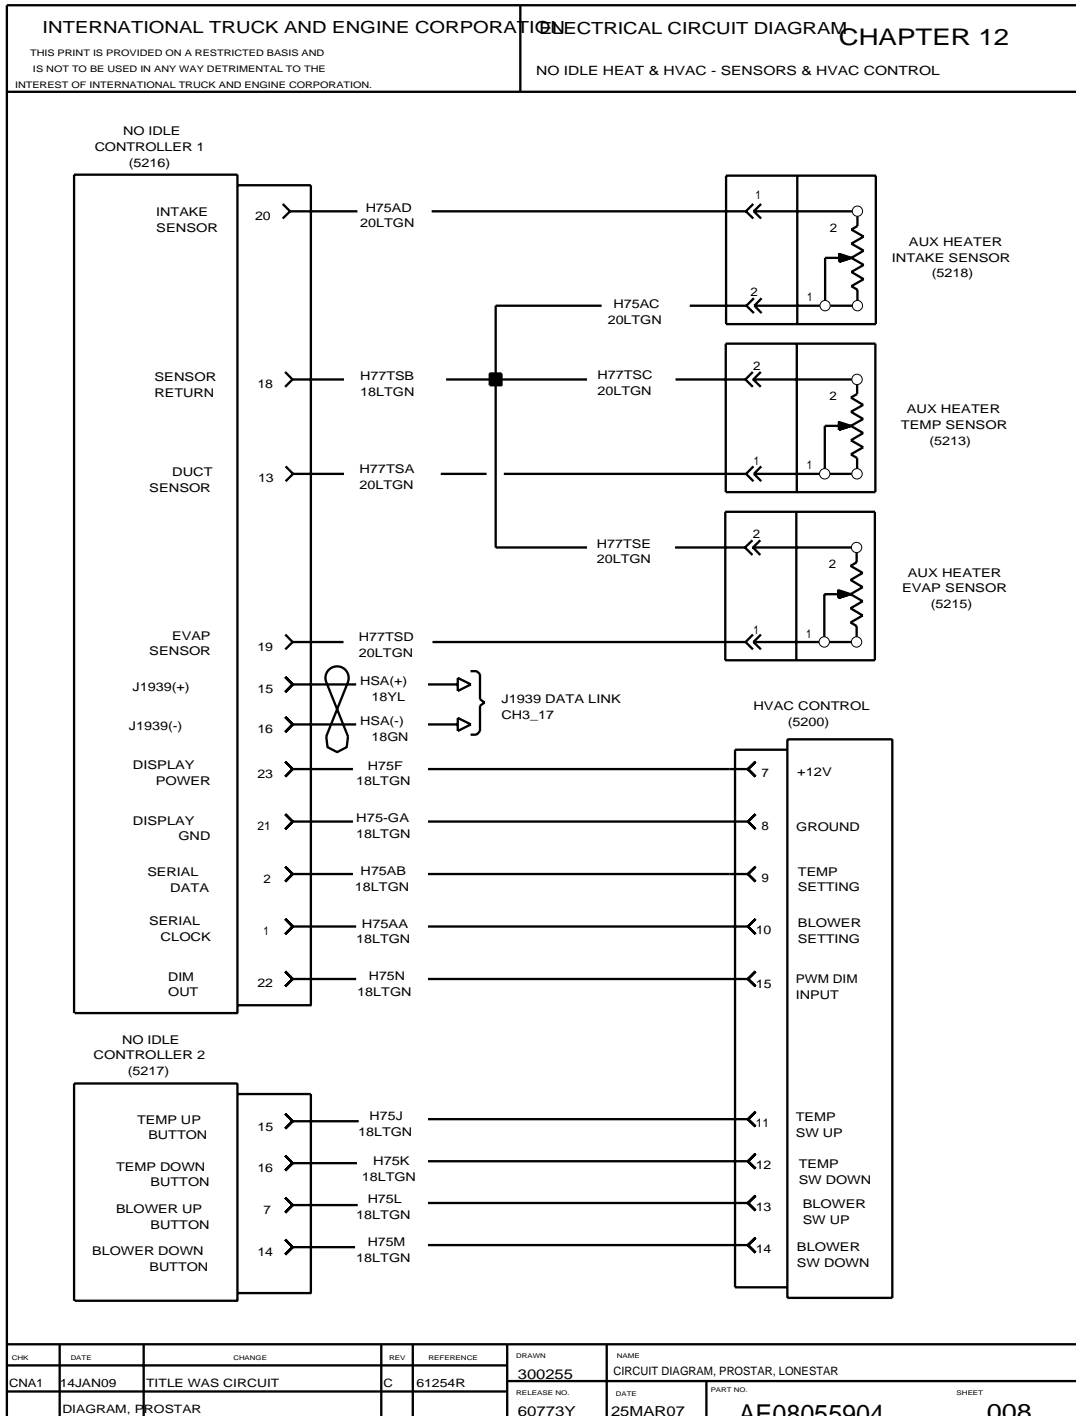 INTERNATIONAL TRUCK AND ENGINE CORPORATION
THIS PRINT IS PROVIDED ON A RESTRICTED BASIS AND
IS NOT TO BE USED IN ANY WAY DETRIMENTAL TO THE
INTEREST OF INTERNATIONAL TRUCK AND ENGINE CORPORATION.
ELECTRICAL CIRCUIT DIAGRAM
CHAPTER 12
NO IDLE HEAT & HVAC - SENSORS & HVAC CONTROL
NO IDLE
CONTROLLER 1
(5216)
INTAKE
SENSOR
20
H75AD
20LTGN
1
2
AUX HEATER
INTAKE SENSOR
(5218)
H75AC
20LTGN
2
1
SENSOR
RETURN
18
H77TSB
18LTGN
H77TSC
20LTGN
2
2
AUX HEATER
TEMP SENSOR
(5213)
DUCT
SENSOR
13
H77TSA
20LTGN
1
1
H77TSE
20LTGN
2
2
AUX HEATER
EVAP SENSOR
(5215)
EVAP
SENSOR
19
H77TSD
20LTGN
1
1
J1939(+)
15
HSA(+)
18YL
J1939(-)
16
HSA(-)
18GN
J1939 DATA LINK
CH3_17
HVAC CONTROL
(5200)
DISPLAY
POWER
23
H75F
18LTGN
7
+12V
DISPLAY
GND
21
H75-GA
18LTGN
8
GROUND
SERIAL
DATA
2
H75AB
18LTGN
9
TEMP
SETTING
SERIAL
CLOCK
1
H75AA
18LTGN
10
BLOWER
SETTING
DIM
OUT
22
H75N
18LTGN
15
PWM DIM
INPUT
NO IDLE
CONTROLLER 2
(5217)
TEMP UP
BUTTON
15
H75J
18LTGN
11
TEMP
SW UP
TEMP DOWN
BUTTON
16
H75K
18LTGN
12
TEMP
SW DOWN
BLOWER UP
BUTTON
7
H75L
18LTGN
13
BLOWER
SW UP
BLOWER DOWN
BUTTON
14
H75M
18LTGN
14
BLOWER
SW DOWN
CHK DATE CHANGE REV REFERENCE
CNA1 14JAN09 TITLE WAS CIRCUIT C 61254R
DIAGRAM, PROSTAR
DRAWN
300255
NAME
CIRCUIT DIAGRAM, PROSTAR, LONESTAR
RELEASE NO.
60773Y
DATE
25MAR07
PART NO.
AE08055904
SHEET
008